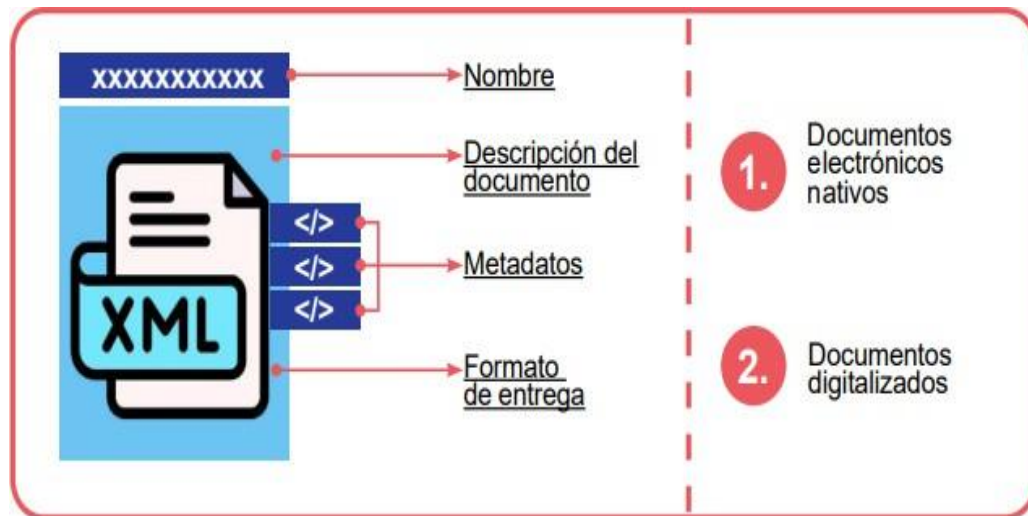 XXXXXXXXXXX
Nombre
Descripción del
documento
</>
</>
</>
Metadatos
XML
Formato
de entrega
1.
Documentos
electrónicos
nativos
2.
Documentos
digitalizados